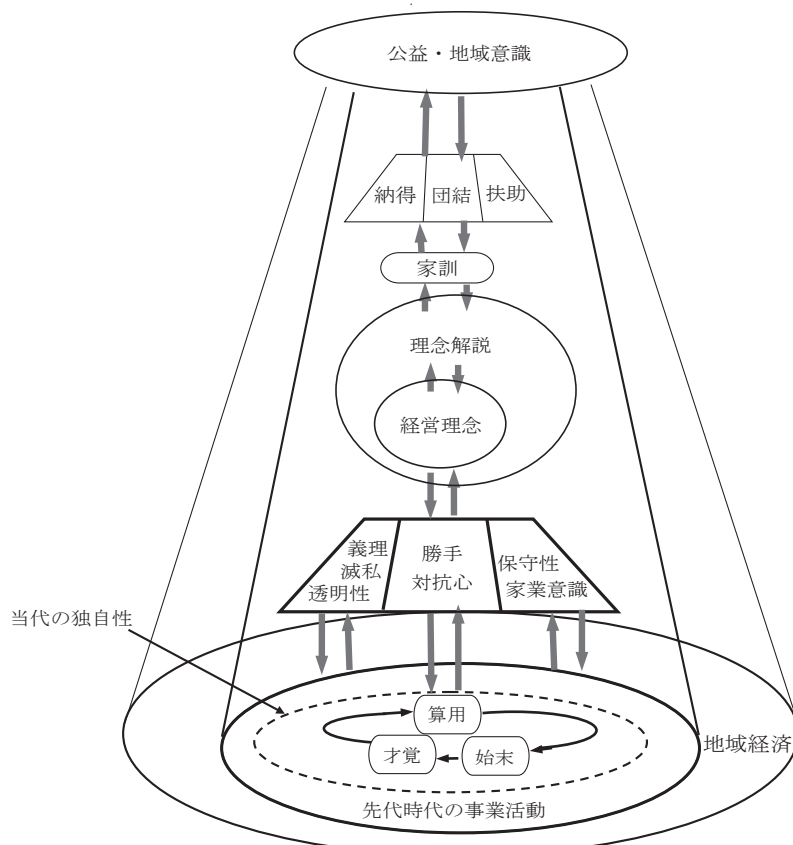 公益・地域意識
納得 団結 扶助
家訓
理念解説
経営理念
義理
滅私
透明性
勝手
対抗心
保守性
家業意識
当代の独自性
算用
才覚
始末
地域経済
先代時代の事業活動